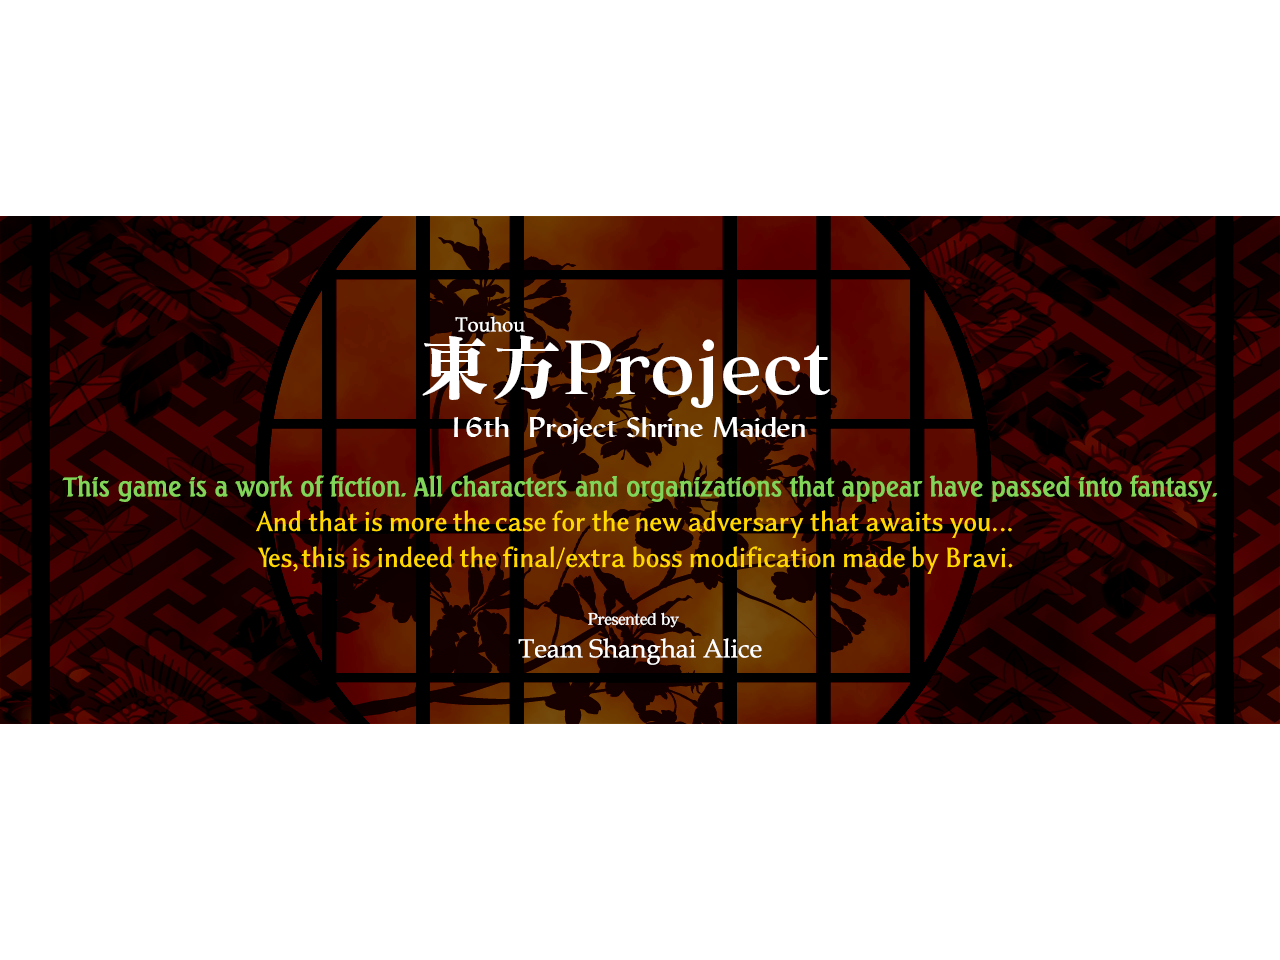 Touhou
東方Project
16th Project Shrine Maiden
This game is a work of fiction. All characters and organizations that appear have passed into fantasy.
And that is more the case for the new adversary that awaits you...
Yes, this is indeed the final/extra boss modification made by Bravi.
Presented by
Team Shanghai Alice